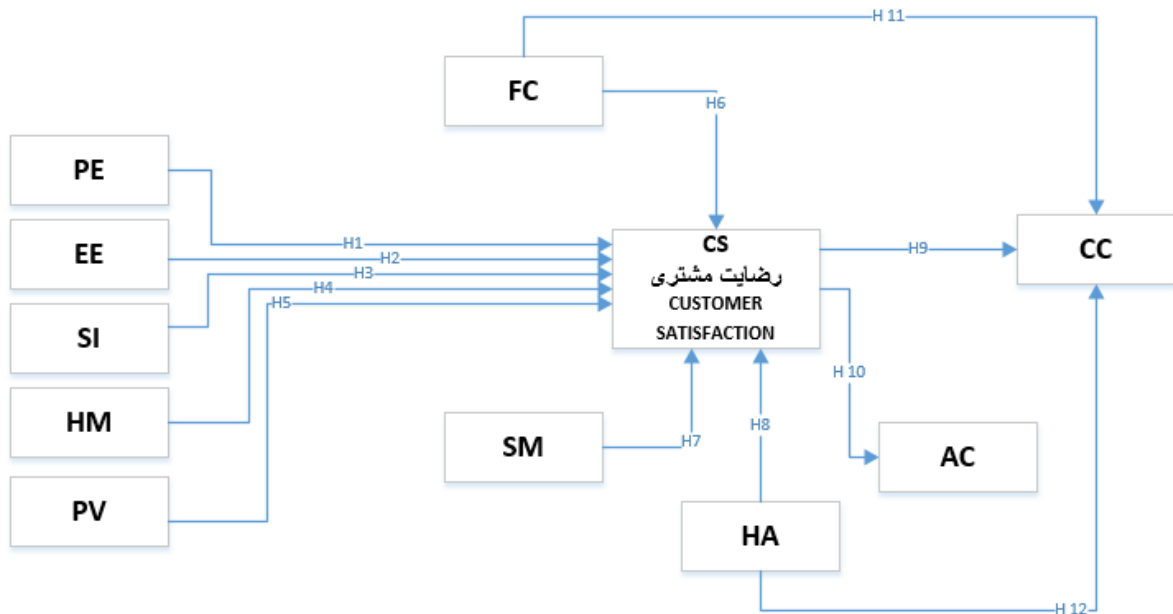 H 11
FC
H6
PE
EE
SI
HM
PV
H1
H2
H3
H4
H5
CS
رضایت مشتری
CUSTOMER
SATISFACTION
H9
CC
H 10
SM
H7
H8
AC
HA
H 12